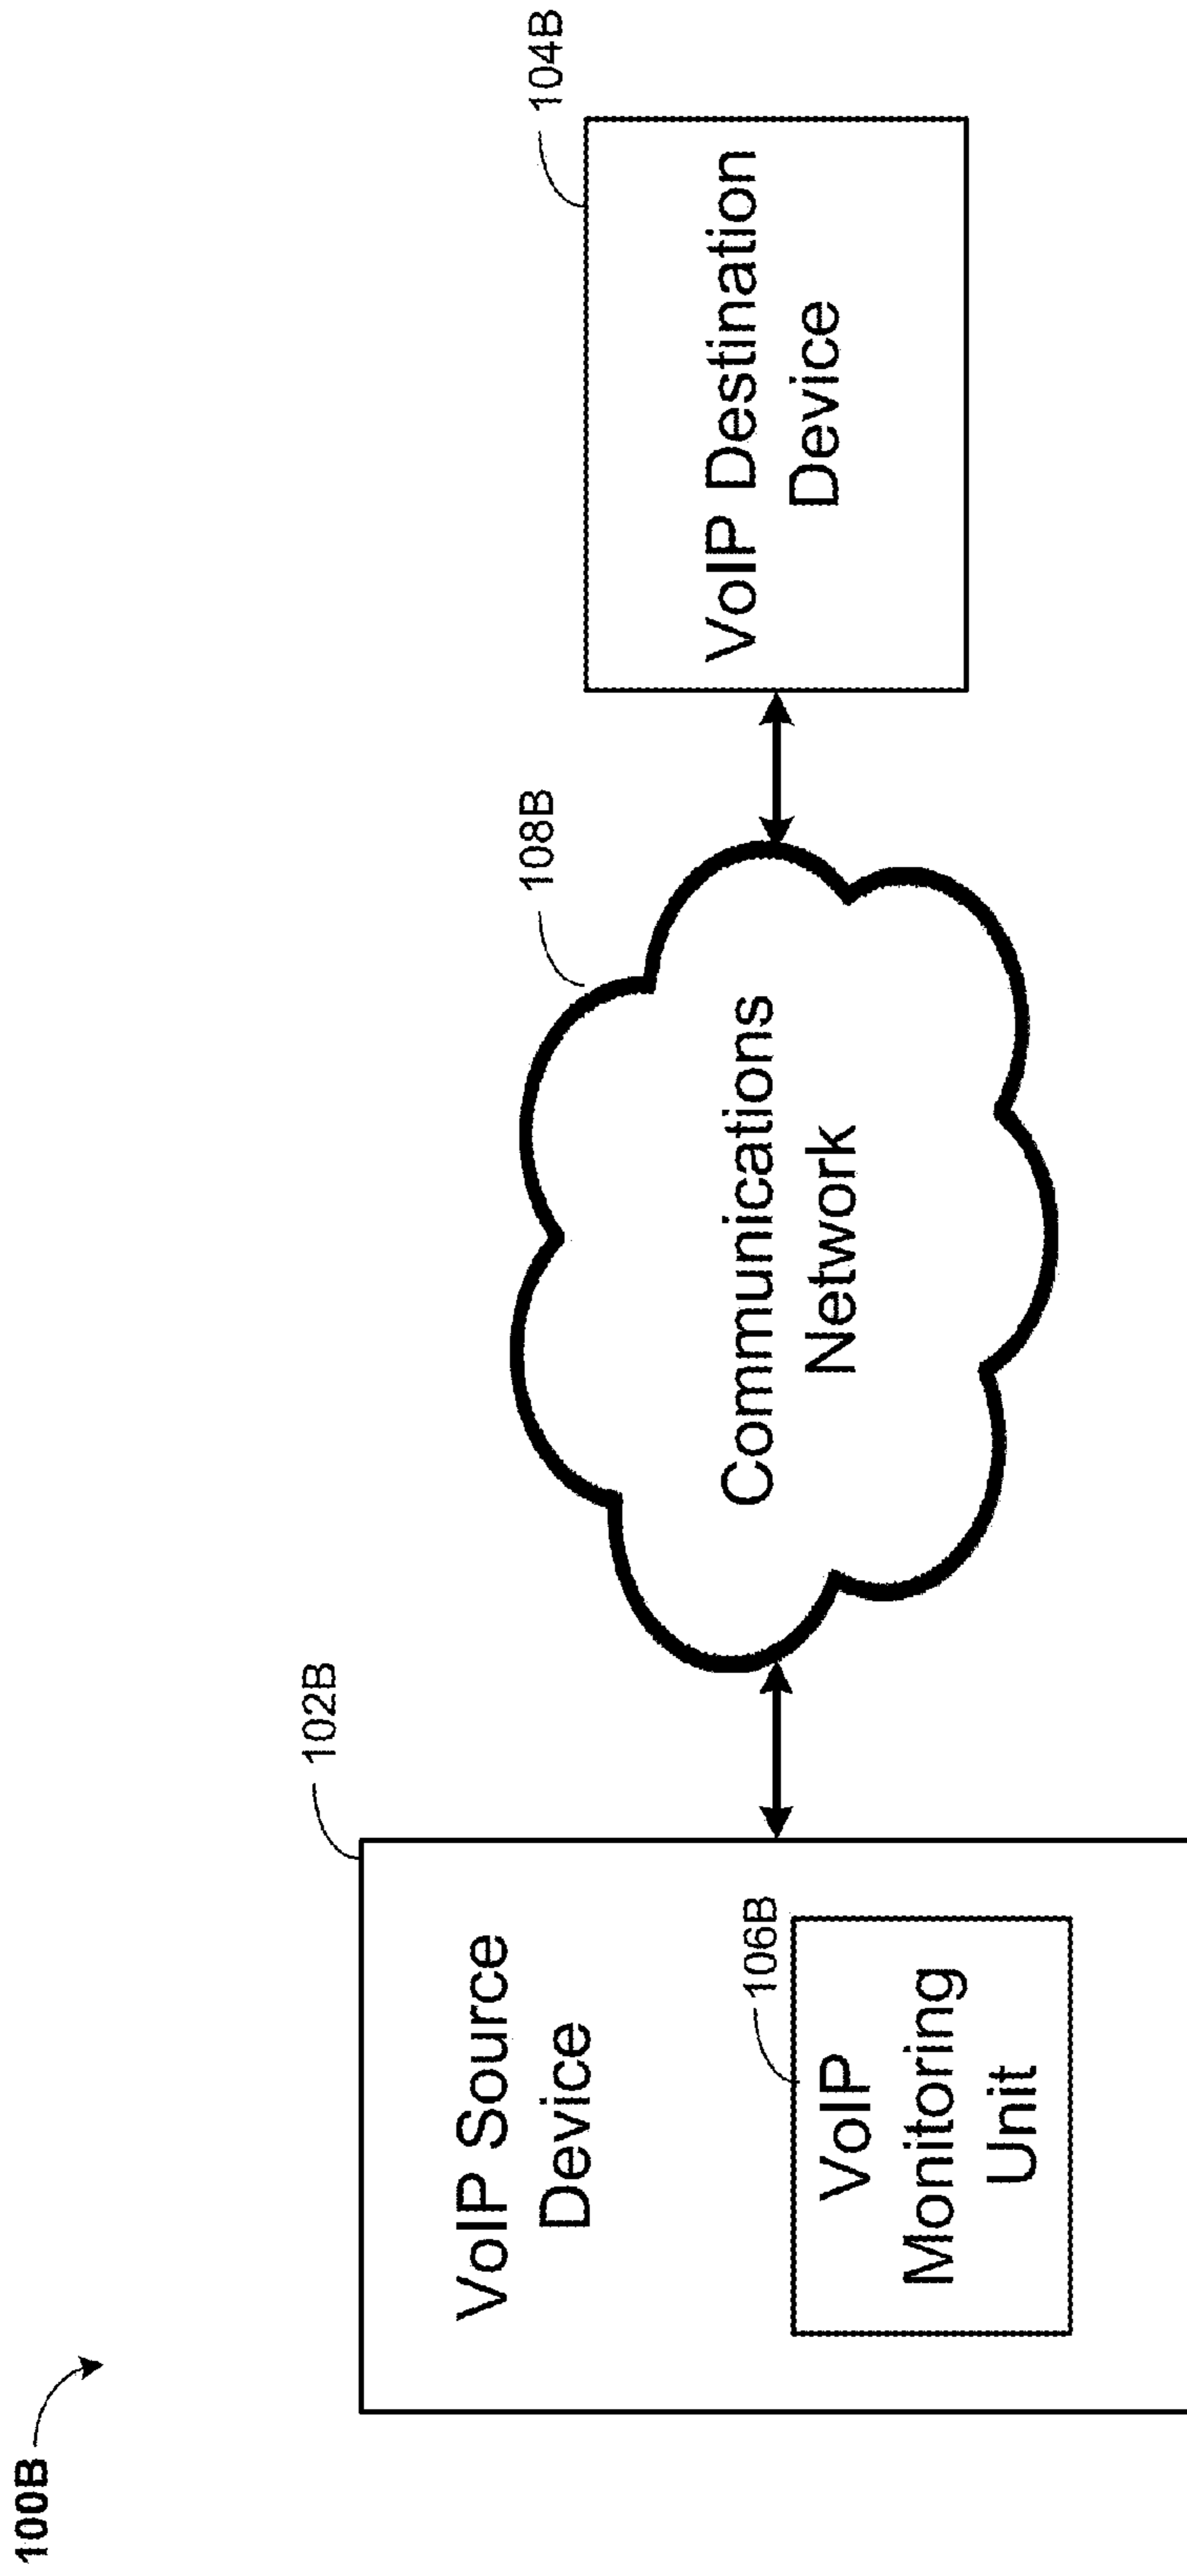 100B
102B
VoIP Source
Device
106B
VoIP
Monitoring
Unit
108B
Communications
Network
104B
VoIP Destination
Device